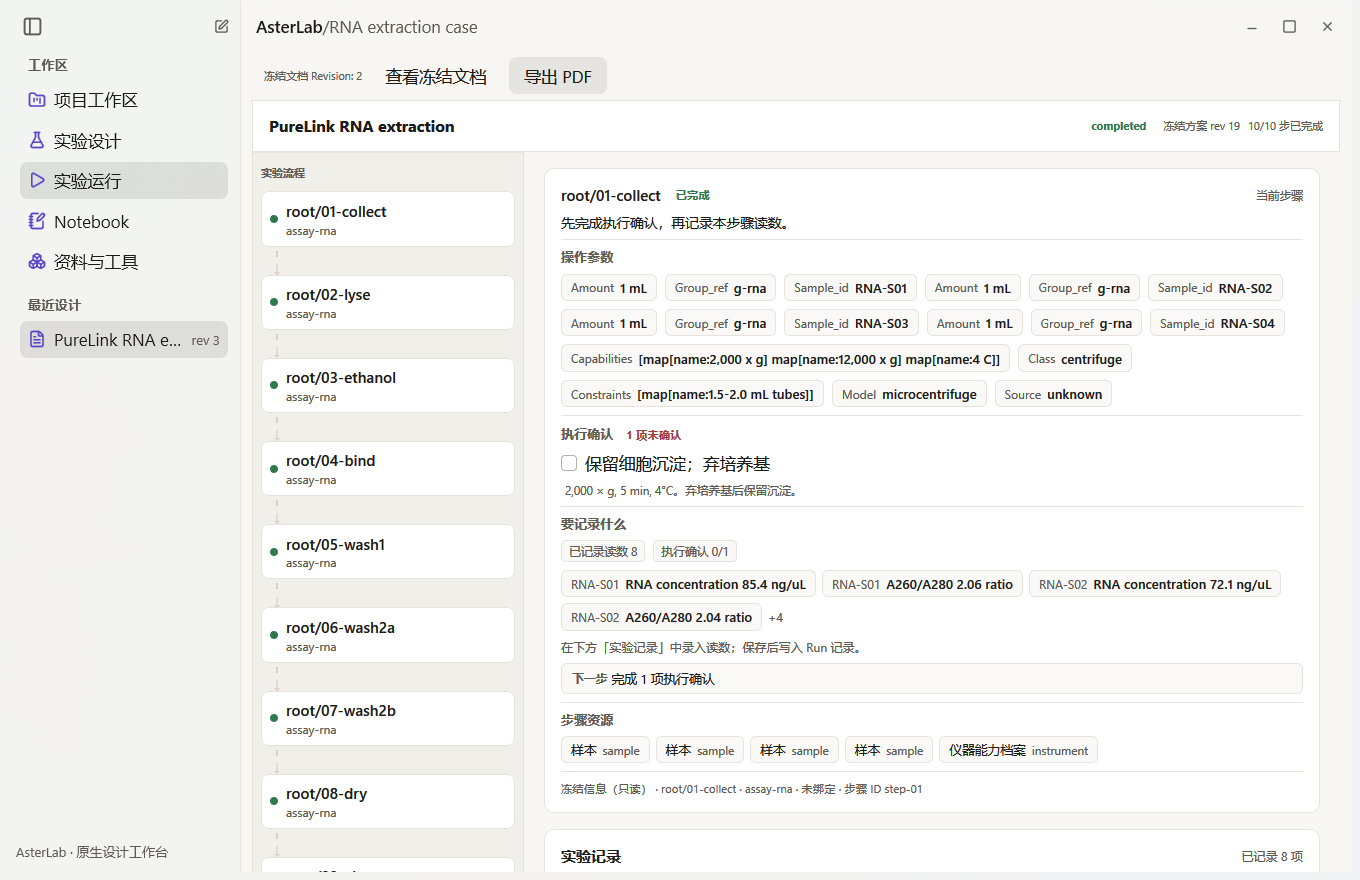 AsterLab/RNA extraction case
工作区
项目工作区
实验设计
实验运行
Notebook
资料与工具
最近设计
PureLink RNA e... rev 3
AsterLab · 原生设计工作台
冻结文档 Revision: 2 查看冻结文档 导出 PDF
PureLink RNA extraction completed 冻结方案 rev 19 10/10 步已完成
实验流程
root/01-collect
assay-rna
root/02-lyse
assay-rna
root/03-ethanol
assay-rna
root/04-bind
assay-rna
root/05-wash1
assay-rna
root/06-wash2a
assay-rna
root/07-wash2b
assay-rna
root/08-dry
assay-rna
root/01-collect 已完成 当前步骤
先完成执行确认，再记录本步骤读数。
操作参数
Amount 1 mL Group_ref g-rna Sample_id RNA-S01 Amount 1 mL Group_ref g-rna Sample_id RNA-S02
Amount 1 mL Group_ref g-rna Sample_id RNA-S03 Amount 1 mL Group_ref g-rna Sample_id RNA-S04
Capabilities [map[name:2,000 x g] map[name:12,000 x g] map[name:4 C]] Class centrifuge
Constraints [map[name:1.5-2.0 mL tubes]] Model microcentrifuge Source unknown
执行确认 1 项未确认
保留细胞沉淀；弃培养基
2,000 × g, 5 min, 4°C。弃培养基后保留沉淀。
要记录什么
已记录读数 8 执行确认 0/1
RNA-S01 RNA concentration 85.4 ng/uL RNA-S01 A260/A280 2.06 ratio RNA-S02 RNA concentration 72.1 ng/uL
RNA-S02 A260/A280 2.04 ratio +4
在下方「实验记录」中录入读数；保存后写入 Run 记录。
下一步 完成 1 项执行确认
步骤资源
样本 sample 样本 sample 样本 sample 样本 sample 仪器能力档案 instrument
冻结信息（只读） · root/01-collect · assay-rna · 未绑定 · 步骤 ID step-01
实验记录 已记录 8 项